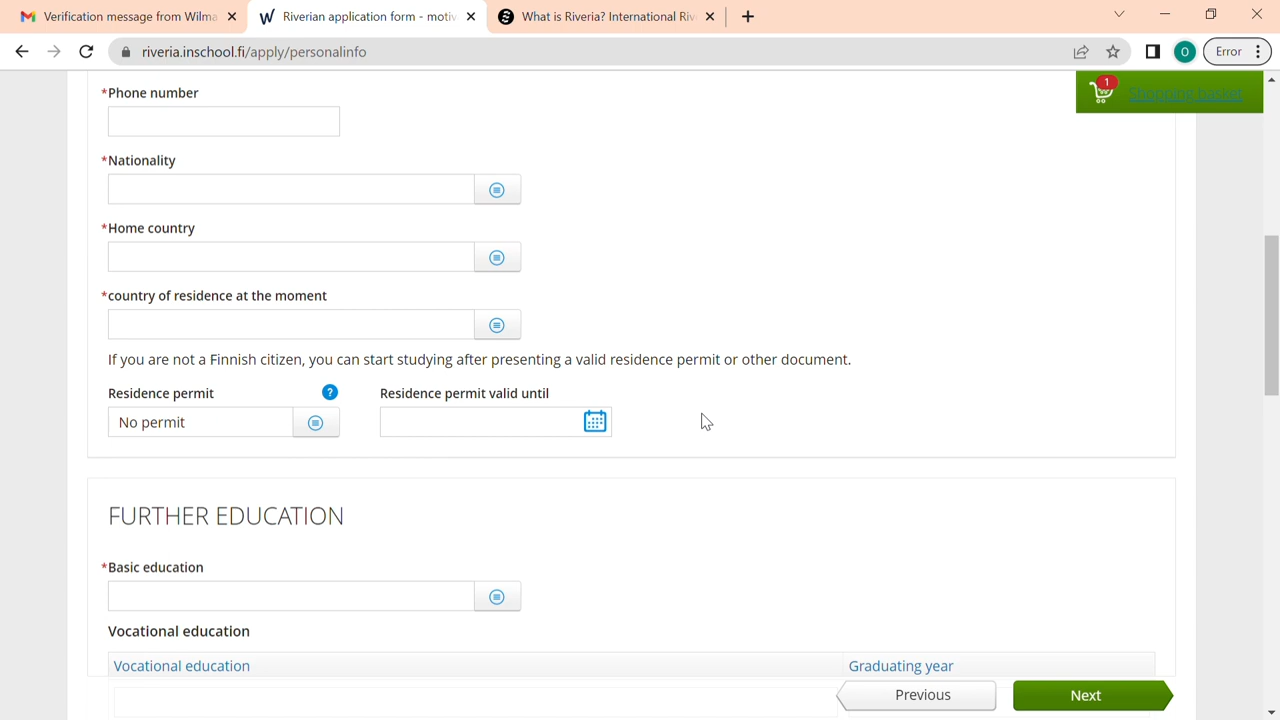 Verification message from Wilma
Riverian application form - motiv
What is Riveria? International Riv
riveria.inschool.fi/apply/personalinfo
O
Error
1
Shopping basket
*Phone number
*Nationality
*Home country
*country of residence at the moment
If you are not a Finnish citizen, you can start studying after presenting a valid residence permit or other document.
Residence permit ? Residence permit valid until
No permit
FURTHER EDUCATION
*Basic education
Vocational education
Vocational education Graduating year
Previous Next